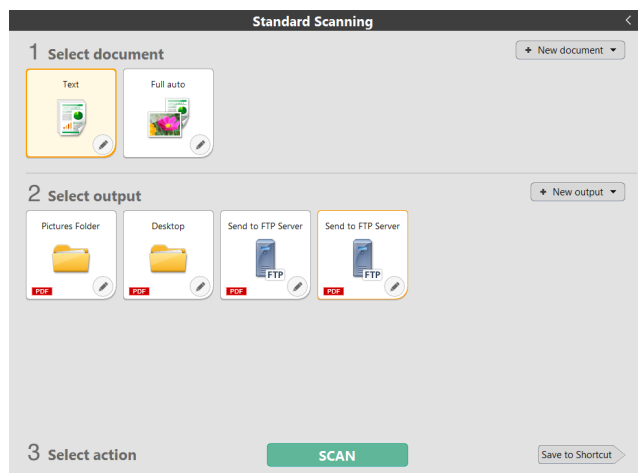 Standard Scanning
1 Select document
+ New document
Text
Full auto
2 Select output
+ New output
Pictures Folder
Desktop
Send to FTP Server
Send to FTP Server
FTP
FTP
PDF
PDF
PDF
PDF
3 Select action
SCAN
Save to Shortcut